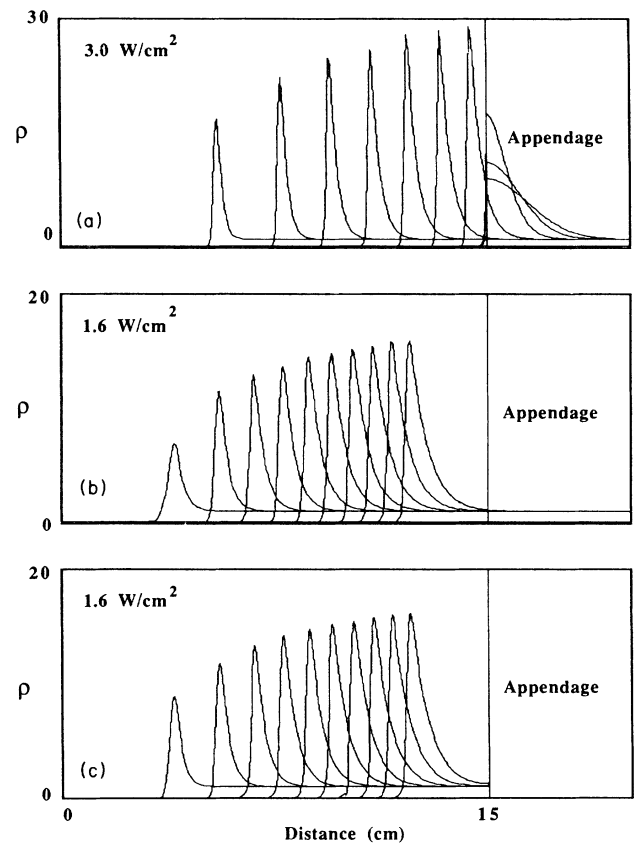 30
3.0 W/cm²
ρ
Appendage
(a)
0
20
1.6 W/cm²
ρ
Appendage
(b)
0
20
1.6 W/cm²
ρ
Appendage
(c)
0
0
15
Distance (cm)